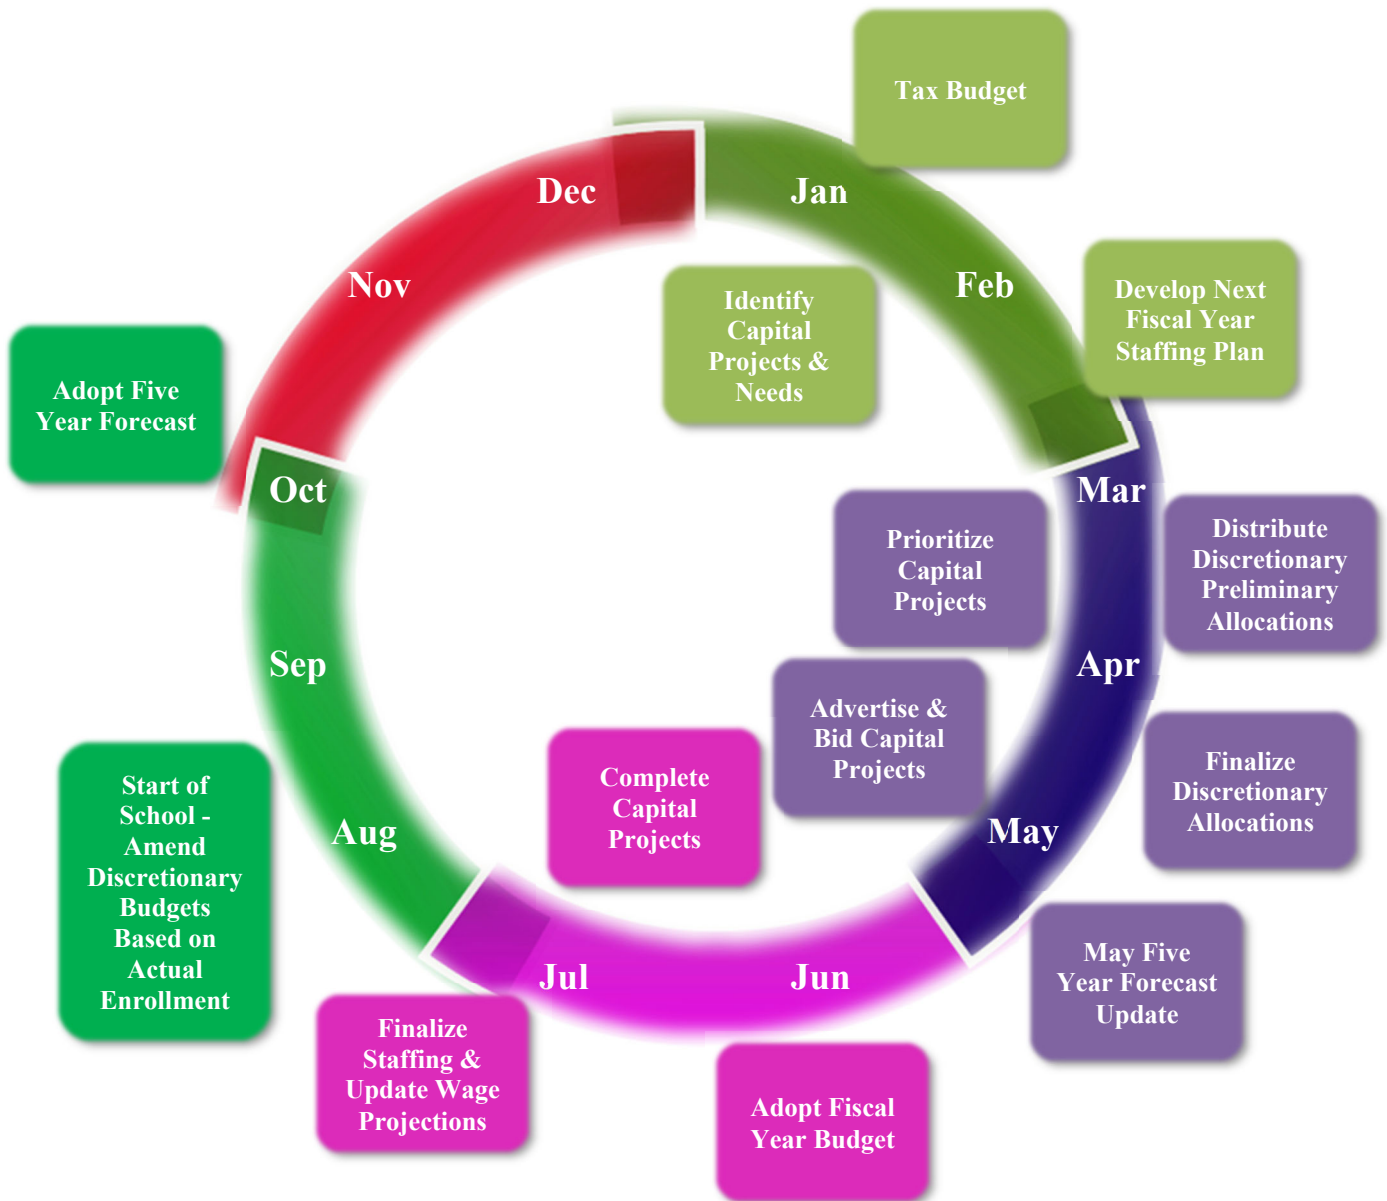 Tax Budget
Dec
Jan
Nov
Feb
Identify
Capital
Projects &
Needs
Develop Next
Fiscal Year
Staffing Plan
Adopt Five
Year Forecast
Oct
Mar
Prioritize
Capital
Projects
Distribute
Discretionary
Preliminary
Allocations
Sep
Apr
Advertise &
Bid Capital
Projects
Finalize
Discretionary
Allocations
Complete
Capital
Projects
Start of
School -
Amend
Discretionary
Budgets
Based on
Actual
Enrollment
Aug
May
Jul
Jun
May Five
Year Forecast
Update
Finalize
Staffing &
Update Wage
Projections
Adopt Fiscal
Year Budget